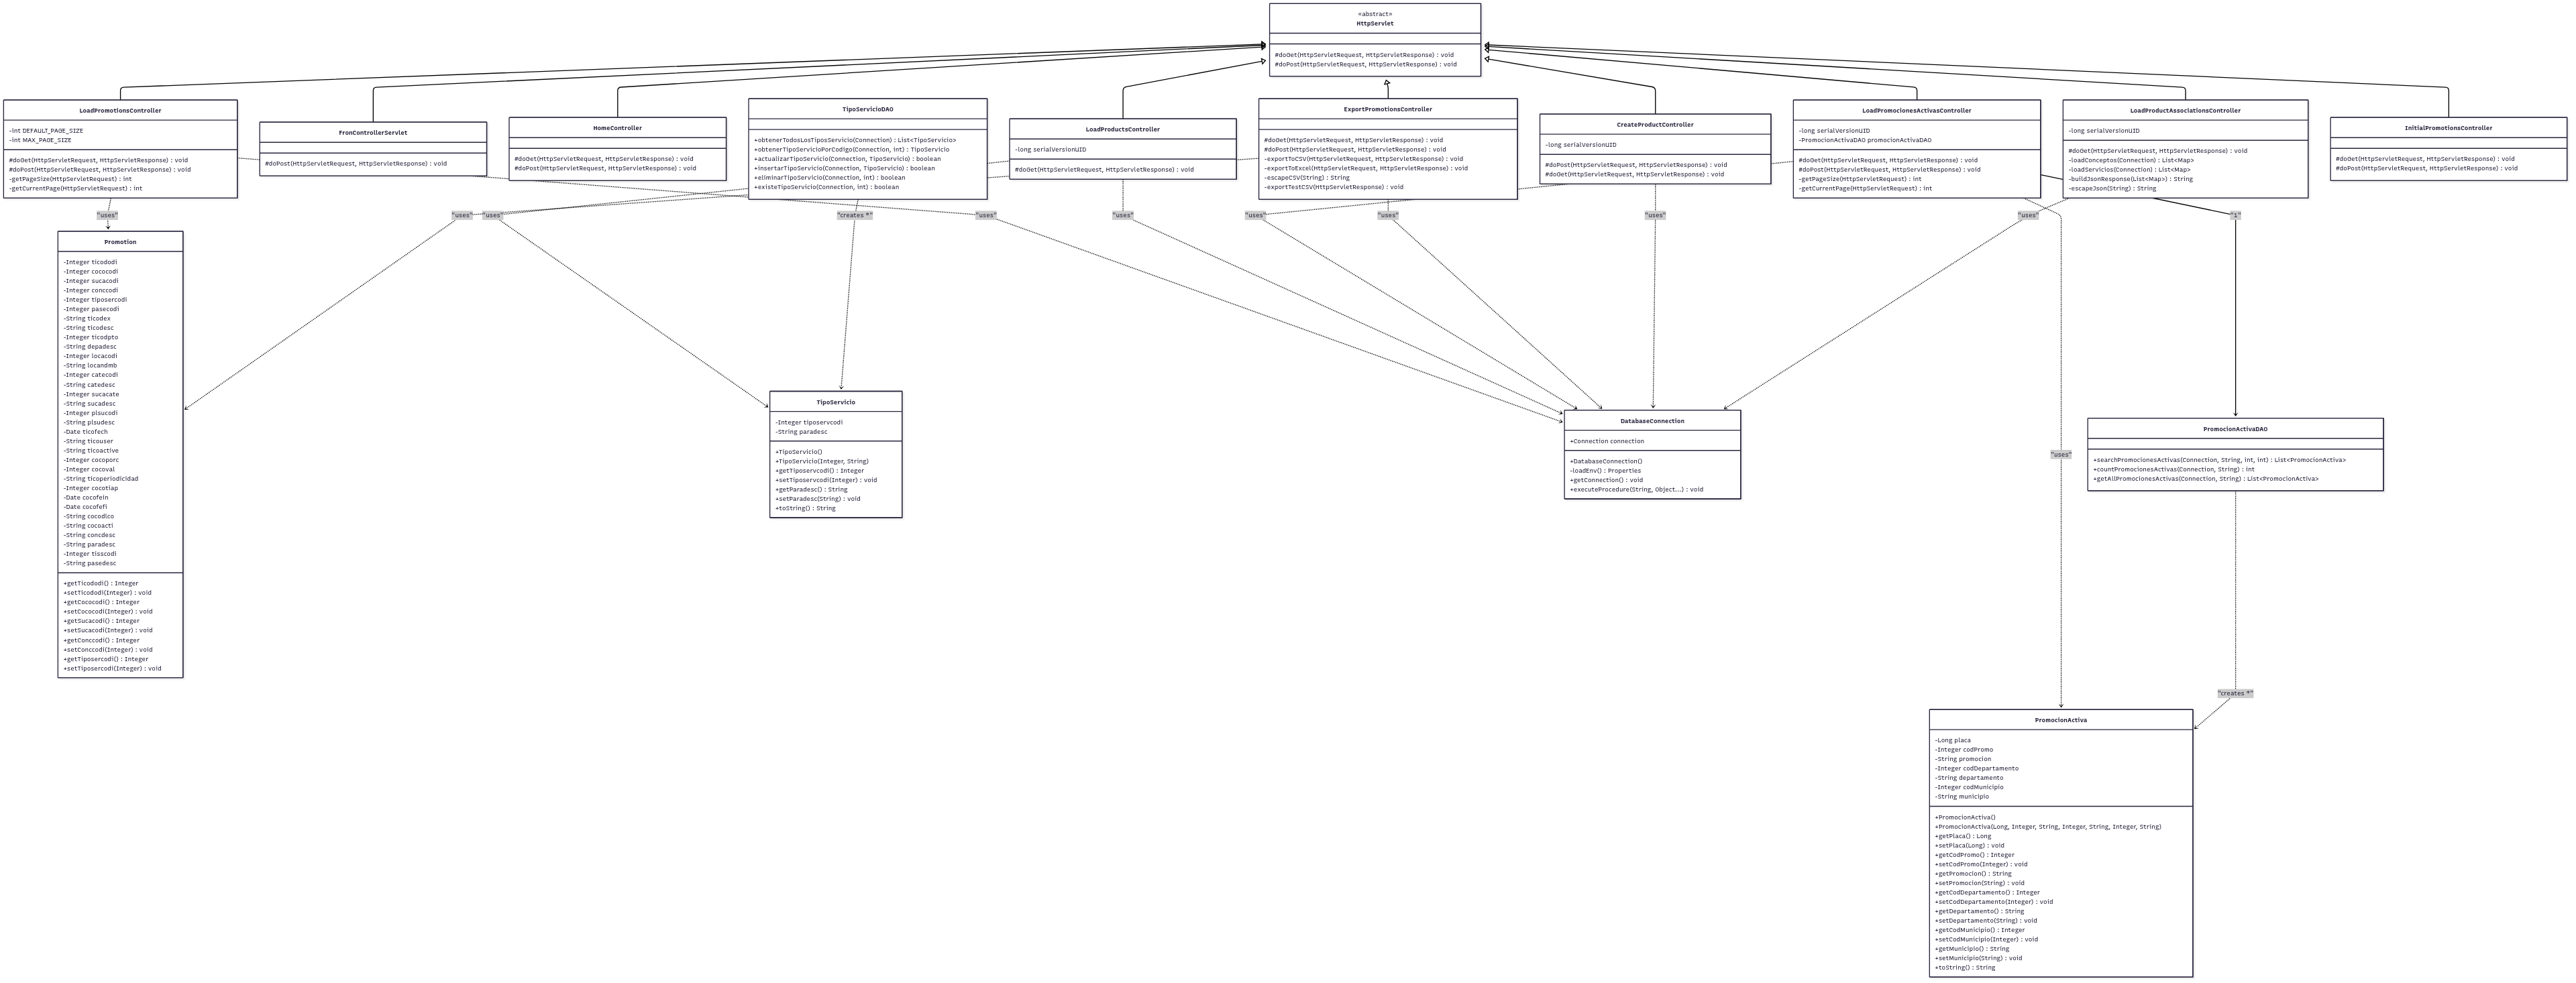 «abstract»
HttpServlet
#doGet(HttpServletRequest, HttpServletResponse) : void
#doPost(HttpServletRequest, HttpServletResponse) : void
LoadPromotionsController
-int DEFAULT_PAGE_SIZE
-int MAX_PAGE_SIZE
#doGet(HttpServletRequest, HttpServletResponse) : void
#doPost(HttpServletRequest, HttpServletResponse) : void
-getPageSize(HttpServletRequest) : int
-getCurrentPage(HttpServletRequest) : int
FronControllerServlet
#doPost(HttpServletRequest, HttpServletResponse) : void
HomeController
#doGet(HttpServletRequest, HttpServletResponse) : void
#doPost(HttpServletRequest, HttpServletResponse) : void
TipoServicioDAO
+obtenerTodosLosTiposServicio(Connection) : List<TipoServicio>
+obtenerTipoServicioPorCodigo(Connection, int) : TipoServicio
+actualizarTipoServicio(Connection, TipoServicio) : boolean
+insertarTipoServicio(Connection, TipoServicio) : boolean
+eliminarTipoServicio(Connection, int) : boolean
+existeTipoServicio(Connection, int) : boolean
LoadProductsController
-long serialVersionUID
#doGet(HttpServletRequest, HttpServletResponse) : void
ExportPromotionsController
#doGet(HttpServletRequest, HttpServletResponse) : void
#doPost(HttpServletRequest, HttpServletResponse) : void
-exportToCSV(HttpServletRequest, HttpServletResponse) : void
-exportToExcel(HttpServletRequest, HttpServletResponse) : void
-escapeCSV(String) : String
-exportTestCSV(HttpServletResponse) : void
CreateProductController
-long serialVersionUID
#doPost(HttpServletRequest, HttpServletResponse) : void
#doGet(HttpServletRequest, HttpServletResponse) : void
LoadPromocionesActivasController
-long serialVersionUID
-PromocionActivaDAO promocionActivaDAO
#doGet(HttpServletRequest, HttpServletResponse) : void
#doPost(HttpServletRequest, HttpServletResponse) : void
-getPageSize(HttpServletRequest) : int
-getCurrentPage(HttpServletRequest) : int
LoadProductAssociationsController
-long serialVersionUID
#doGet(HttpServletRequest, HttpServletResponse) : void
-loadConceptos(Connection) : List<Map>
-loadServicios(Connection) : List<Map>
-buildJsonResponse(List<Map>) : String
-escapeJson(String) : String
InitialPromotionsController
#doGet(HttpServletRequest, HttpServletResponse) : void
#doPost(HttpServletRequest, HttpServletResponse) : void
"uses"
"uses"
"uses"
"creates *"
"uses"
"uses"
"uses"
"uses"
"uses"
"uses"
"1"
Promotion
-Integer ticododi
-Integer cococodi
-Integer sucacodi
-Integer conccodi
-Integer tiposercodi
-Integer pasecodi
-String ticodex
-String ticodesc
-Integer ticodpto
-String depadesc
-Integer locacodi
-String locandmb
-Integer catecodi
-String catedesc
-Integer sucacate
-String sucadesc
-Integer plsucodi
-String plsudesc
-Date ticofech
-String ticouser
-String ticoactive
-Integer cocoporc
-Integer cocoval
-String ticoperiodicidad
-Integer cocotiap
-Date cocofein
-Date cocofefi
-String cocodico
-String cocoacti
-String concdesc
-String paradesc
-Integer tisscodi
-String pasedesc
+getTicododi() : Integer
+setTicododi(Integer) : void
+getCococodi() : Integer
+setCococodi(Integer) : void
+getSucacodi() : Integer
+setSucacodi(Integer) : void
+getConccodi() : Integer
+setConccodi(Integer) : void
+getTiposercodi() : Integer
+setTiposercodi(Integer) : void
TipoServicio
-Integer tiposervcodi
-String paradesc
+TipoServicio()
+TipoServicio(Integer, String)
+getTiposervcodi() : Integer
+setTiposervcodi(Integer) : void
+getParadesc() : String
+setParadesc(String) : void
+toString() : String
DatabaseConnection
+Connection connection
+DatabaseConnection()
-loadEnv() : Properties
+getConnection() : void
+executeProcedure(String, Object...) : void
"uses"
PromocionActivaDAO
+searchPromocionesActivas(Connection, String, int, int) : List<PromocionActiva>
+countPromocionesActivas(Connection, String) : int
+getAllPromocionesActivas(Connection, String) : List<PromocionActiva>
"creates *"
PromocionActiva
-Long placa
-Integer codPromo
-String promocion
-Integer codDepartamento
-String departamento
-Integer codMunicipio
-String municipio
+PromocionActiva()
+PromocionActiva(Long, Integer, String, Integer, String, Integer, String)
+getPlaca() : Long
+setPlaca(Long) : void
+getCodPromo() : Integer
+setCodPromo(Integer) : void
+getPromocion() : String
+setPromocion(String) : void
+getCodDepartamento() : Integer
+setCodDepartamento(Integer) : void
+getDepartamento() : String
+setDepartamento(String) : void
+getCodMunicipio() : Integer
+setCodMunicipio(Integer) : void
+getMunicipio() : String
+setMunicipio(String) : void
+toString() : String